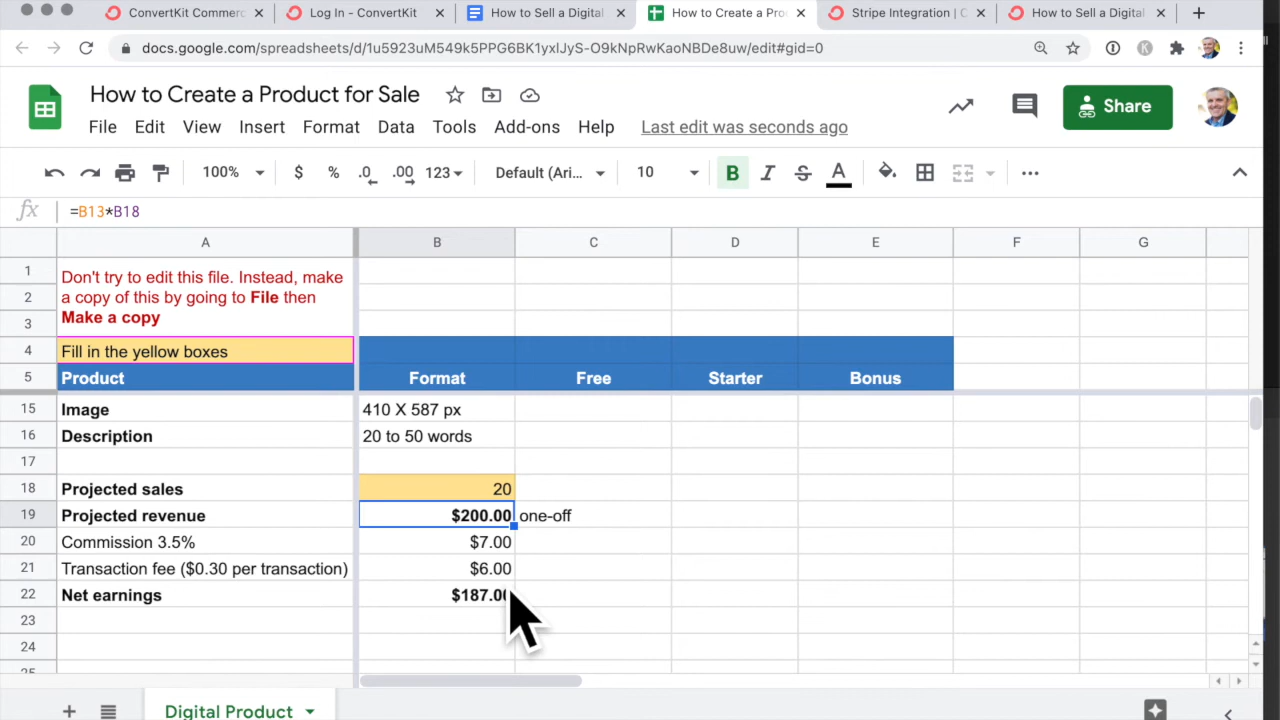 ConvertKit Commerc
Log In - ConvertKit
How to Sell a Digital
How to Create a Pro
Stripe Integration | C
How to Sell a Digital
docs.google.com/spreadsheets/d/1u5923uM549k5PPG6BK1yxIJyS-O9kNpRwKaoNBDe8uw/edit#gid=0
How to Create a Product for Sale
File Edit View Insert Format Data Tools Add-ons Help Last edit was seconds ago
Share
100% $ % .0 .00 123 Default (Ari... 10 B I S A
fx =B13*B18
A B C D E F G
1
2
3
Don't try to edit this file. Instead, make
a copy of this by going to File then
Make a copy
4 Fill in the yellow boxes
5 Product Format Free Starter Bonus
15 Image 410 X 587 px
16 Description 20 to 50 words
17
18 Projected sales 20
19 Projected revenue $200.00 one-off
20 Commission 3.5% $7.00
21 Transaction fee ($0.30 per transaction) $6.00
22 Net earnings $187.00
23
24
25
Digital Product